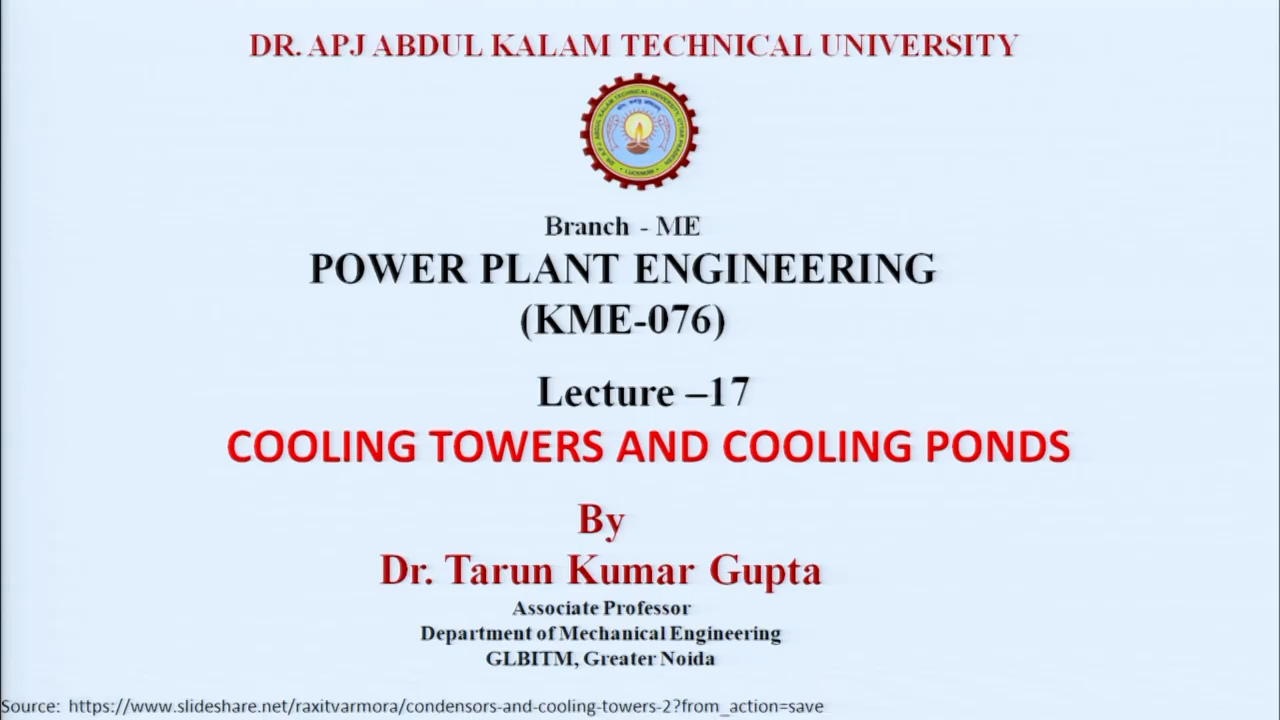 DR. APJ ABDUL KALAM TECHNICAL UNIVERSITY
Branch - ME
POWER PLANT ENGINEERING
(KME-076)
Lecture –17
COOLING TOWERS AND COOLING PONDS
By
Dr. Tarun Kumar Gupta
Associate Professor
Department of Mechanical Engineering
GLBITM, Greater Noida
Source: https://www.slideshare.net/raxitvarmora/condensors-and-cooling-towers-2?from_action=save